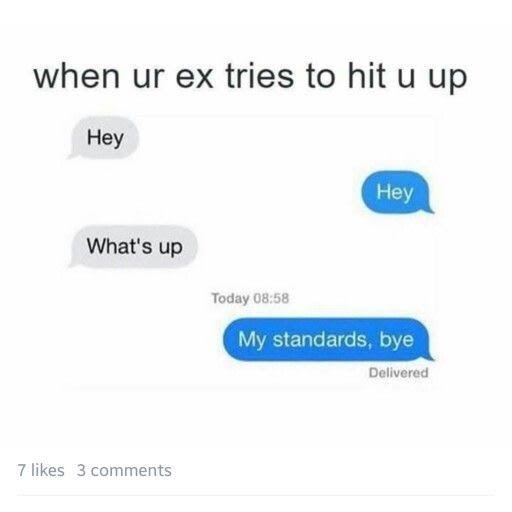 when ur ex tries to hit u up
Hey
Hey
What's up
Today 08:58
My standards, bye
Delivered
7 likes 3 comments